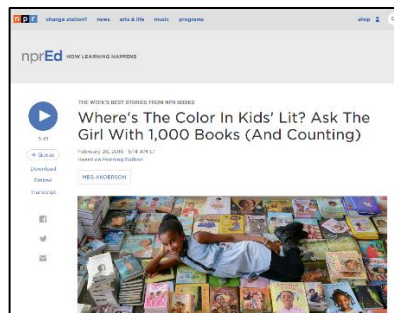 npr change station? news arts & life music programs shop
nprEd HOW LEARNING HAPPENS
THE WEEK'S BEST STORIES FROM NPR BOOKS
Where's The Color In Kids' Lit? Ask The
Girl With 1,000 Books (And Counting)
Heard on Morning Edition
MEG ANDERSON
+ Queue
Download
Embed
Transcript